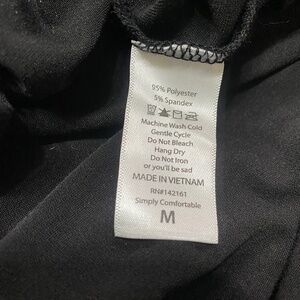 95% Polyester
5% Spandex
Machine Wash Cold
Gentle Cycle
Do Not Bleach
Hang Dry
Do Not Iron
or you'll be sad
MADE IN VIETNAM
RN#142161
Simply Comfortable
M